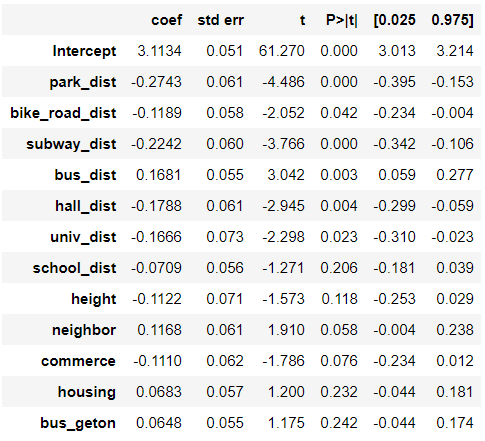 coef std err t P>|t| [0.025 0.975]
Intercept 3.1134 0.051 61.270 0.000 3.013 3.214
park_dist -0.2743 0.061 -4.486 0.000 -0.395 -0.153
bike_road_dist -0.1189 0.058 -2.052 0.042 -0.234 -0.004
subway_dist -0.2242 0.060 -3.766 0.000 -0.342 -0.106
bus_dist 0.1681 0.055 3.042 0.003 0.059 0.277
hall_dist -0.1788 0.061 -2.945 0.004 -0.299 -0.059
univ_dist -0.1666 0.073 -2.298 0.023 -0.310 -0.023
school_dist -0.0709 0.056 -1.271 0.206 -0.181 0.039
height -0.1122 0.071 -1.573 0.118 -0.253 0.029
neighbor 0.1168 0.061 1.910 0.058 -0.004 0.238
commerce -0.1110 0.062 -1.786 0.076 -0.234 0.012
housing 0.0683 0.057 1.200 0.232 -0.044 0.181
bus_geton 0.0648 0.055 1.175 0.242 -0.044 0.174